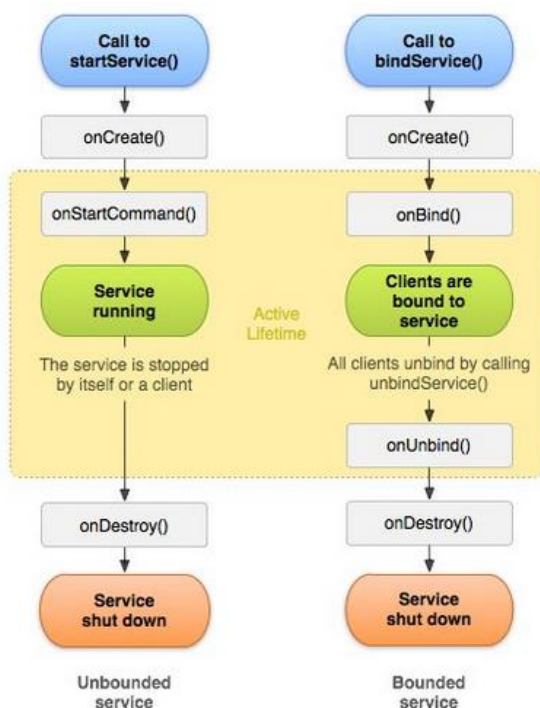 Call to
startService()
onCreate()
onStartCommand()
Service
running
The service is stopped
by itself or a client
onDestroy()
Service
shut down
Unbounded
service
Active
Lifetime
Call to
bindService()
onCreate()
onBind()
Clients are
bound to
service
All clients unbind by calling
unbindService()
onUnbind()
onDestroy()
Service
shut down
Bounded
service